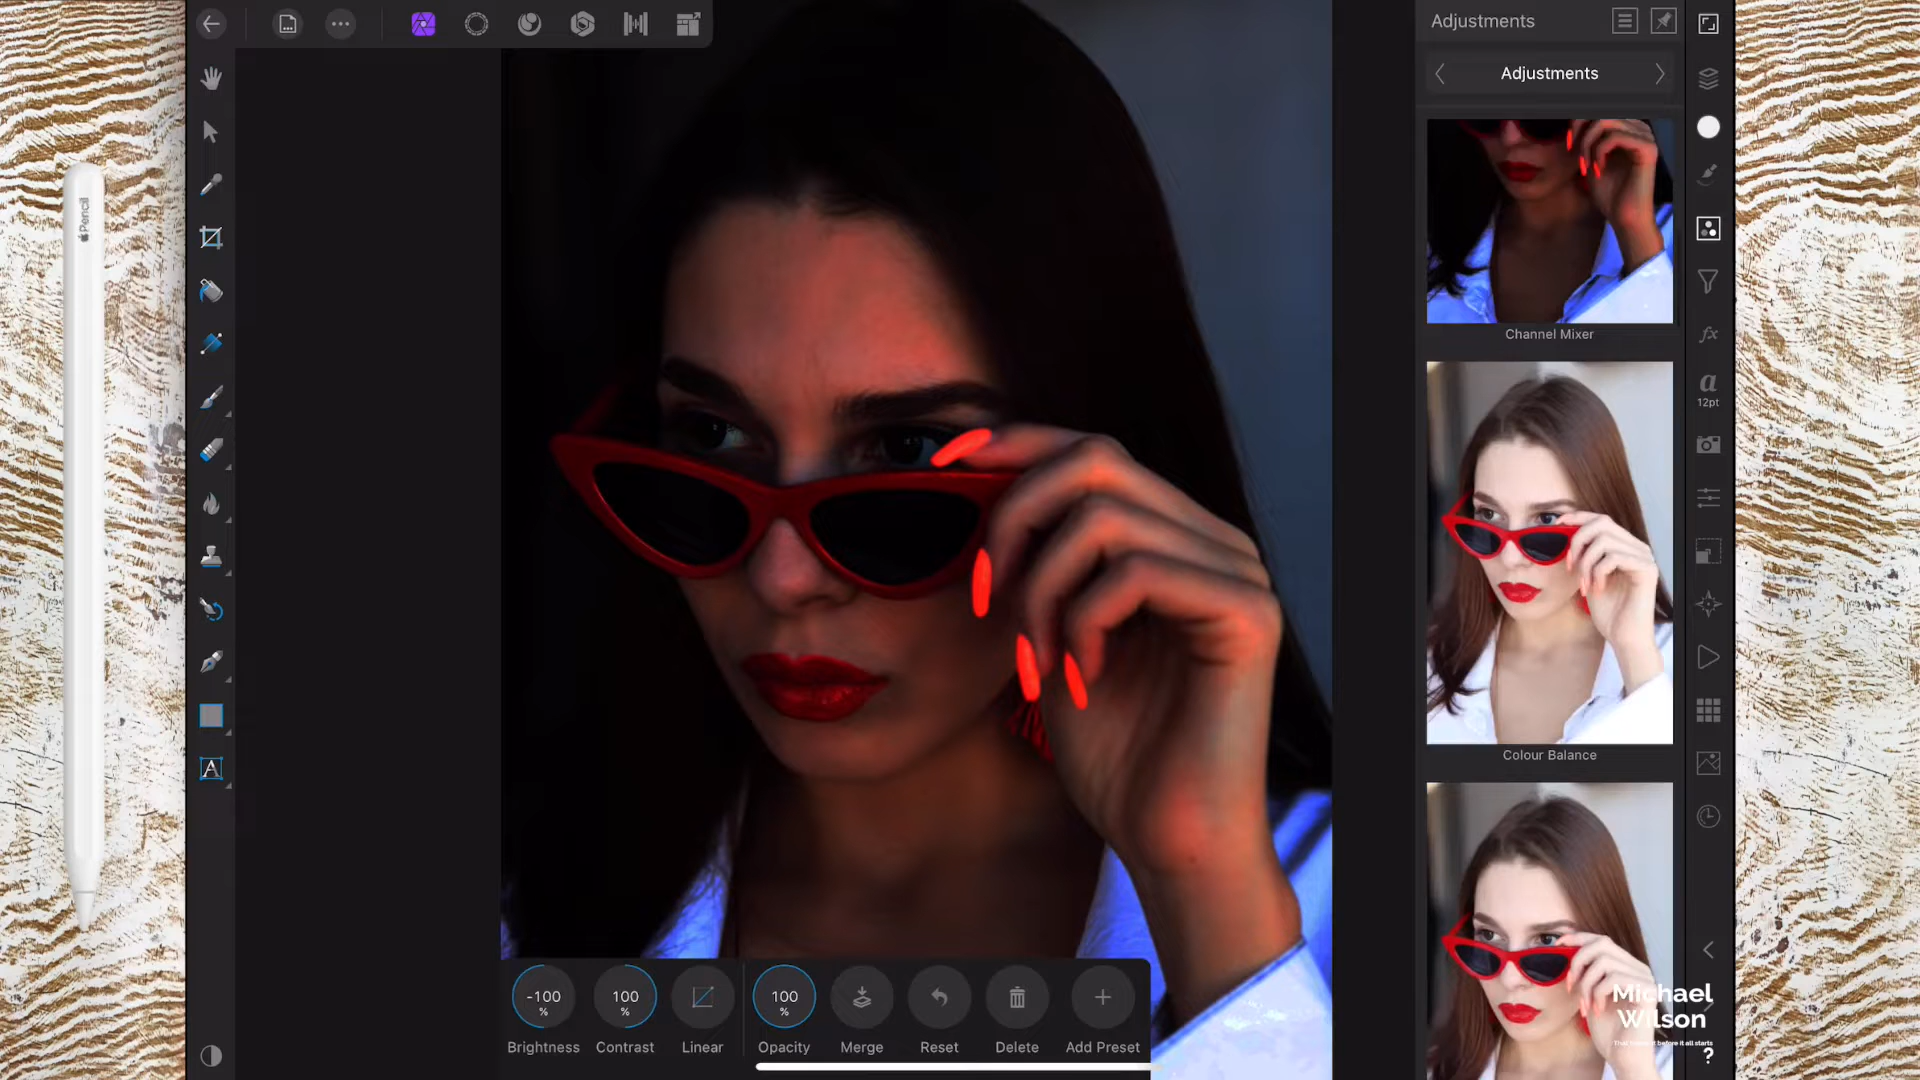 Adjustments
Adjustments
Pencil
Channel Mixer
a
12pt
Colour Balance
A
-100
%
100
%
100
%
Brightness
Contrast
Linear
Opacity
Merge
Reset
Delete
Add Preset
Michael
Wilson
?